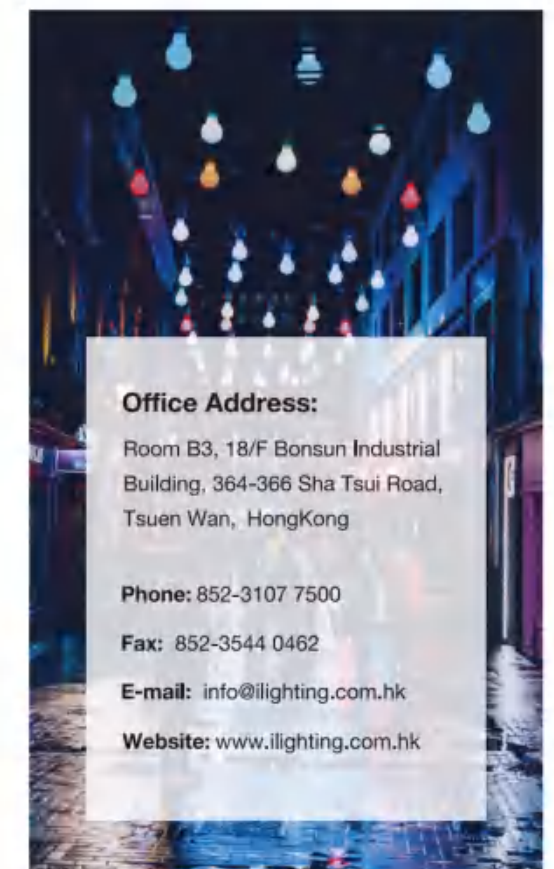 Office Address:
Room B3, 18/F Bonsun Industrial
Building, 364-366 Sha Tsui Road,
Tsuen Wan, HongKong
Phone: 852-3107 7500
Fax: 852-3544 0462
E-mail: info@ilighting.com.hk
Website: www.ilighting.com.hk